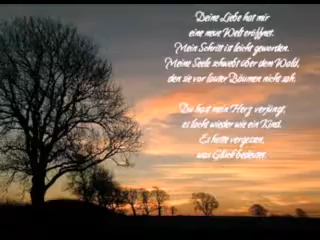 Deine Liebe hat mir
eine neue Welt eröffnet.
Mein Schritt ist leicht geworden.
Meine Seele schwebt über dem Wald,
den sie vor lauter Bäumen nicht sah.
Du hast mein Herz verjüngt,
es lacht wieder wie ein Kind.
Es hatte vergessen,
was Glück bedeutet.